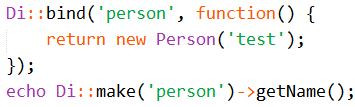 Di::bind('person', function() {
    return new Person('test');
});
echo Di::make('person')->getName();